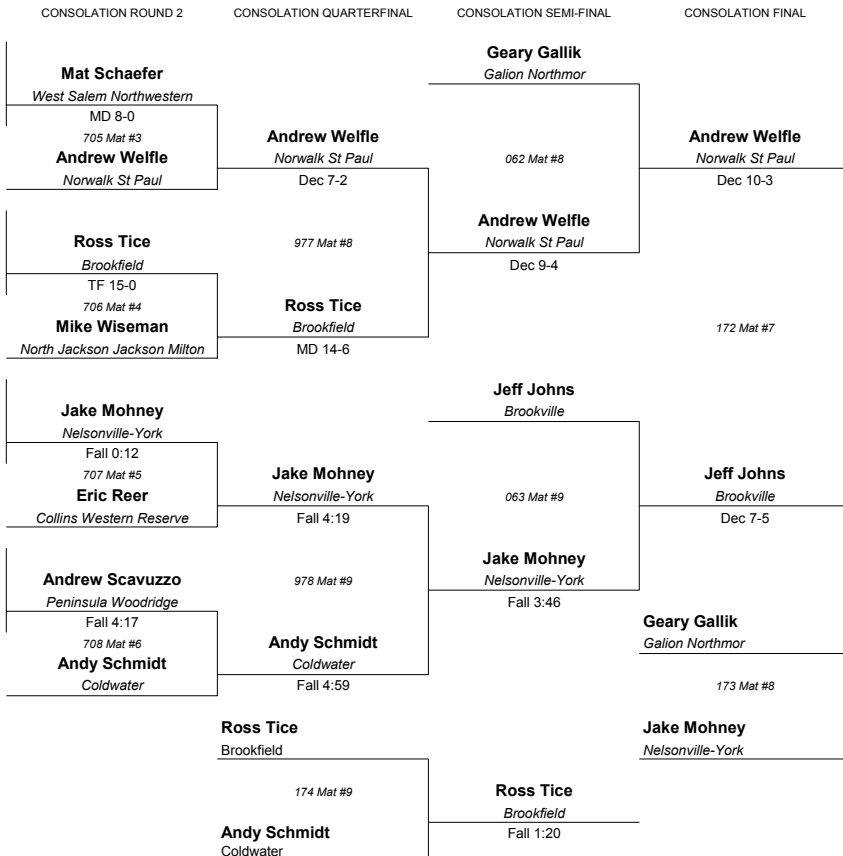 CONSOLATION ROUND 2
CONSOLATION QUARTERFINAL
CONSOLATION SEMI-FINAL
CONSOLATION FINAL
Mat Schaefer
West Salem Northwestern
MD 8-0
705 Mat #3
Andrew Welfle
Norwalk St Paul
Ross Tice
Brookfield
TF 15-0
706 Mat #4
Mike Wiseman
North Jackson Jackson Milton
Jake Mohney
Nelsonville-York
Fall 0:12
707 Mat #5
Eric Reer
Collins Western Reserve
Andrew Scavuzzo
Peninsula Woodridge
Fall 4:17
708 Mat #6
Andy Schmidt
Coldwater
Andrew Welfle
Norwalk St Paul
Dec 7-2
977 Mat #8
Ross Tice
Brookfield
MD 14-6
Jake Mohney
Nelsonville-York
Fall 4:19
978 Mat #9
Andy Schmidt
Coldwater
Fall 4:59
Ross Tice
Brookfield
174 Mat #9
Andy Schmidt
Coldwater
Geary Gallik
Galion Northmor
062 Mat #8
Andrew Welfle
Norwalk St Paul
Dec 9-4
Jeff Johns
Brookville
063 Mat #9
Jake Mohney
Nelsonville-York
Fall 3:46
Ross Tice
Brookfield
Fall 1:20
Andrew Welfle
Norwalk St Paul
Dec 10-3
172 Mat #7
Jeff Johns
Brookville
Dec 7-5
Geary Gallik
Galion Northmor
173 Mat #8
Jake Mohney
Nelsonville-York